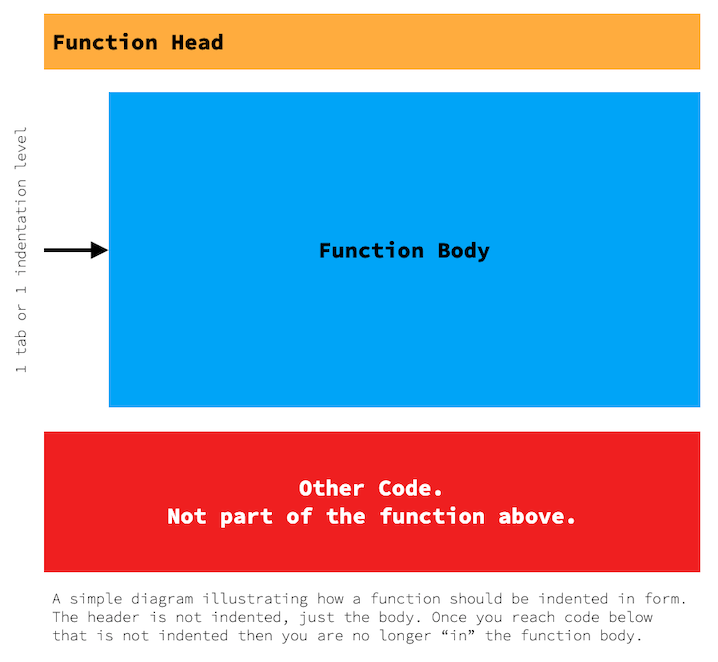 Function Head
1 tab or 1 indentation level
Function Body
Other Code.
Not part of the function above.
A simple diagram illustrating how a function should be indented in form.
The header is not indented, just the body. Once you reach code below
that is not indented then you are no longer “in” the function body.